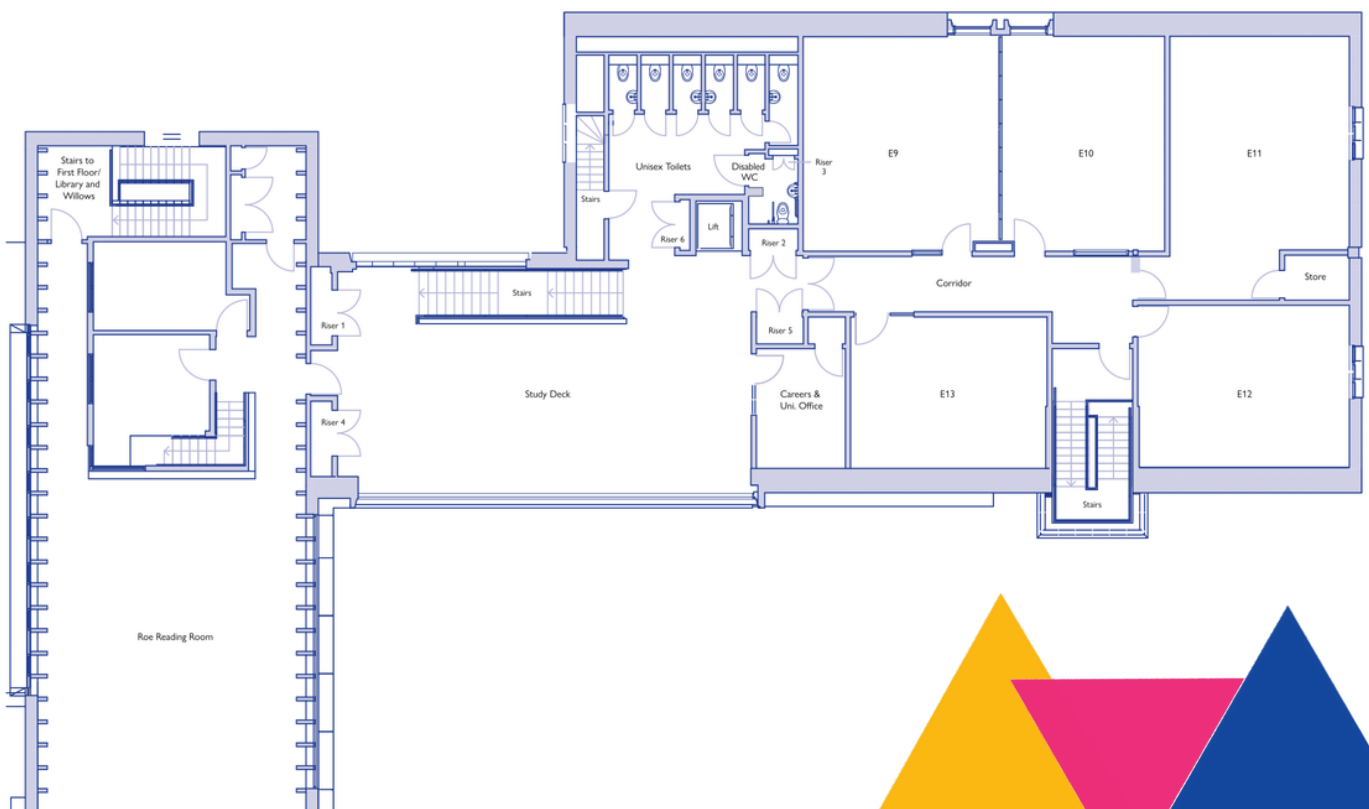 Stairs to
First Floor/
Library and
Willows
Unisex Toilets
Disabled
WC
Riser
3
E9
E10
E11
Stairs
Riser 6
Lift
Riser 2
Store
Corridor
Stairs
Riser 1
Riser 5
Study Deck
Careers &
Uni. Office
E13
E12
Riser 4
Stairs
Roe Reading Room